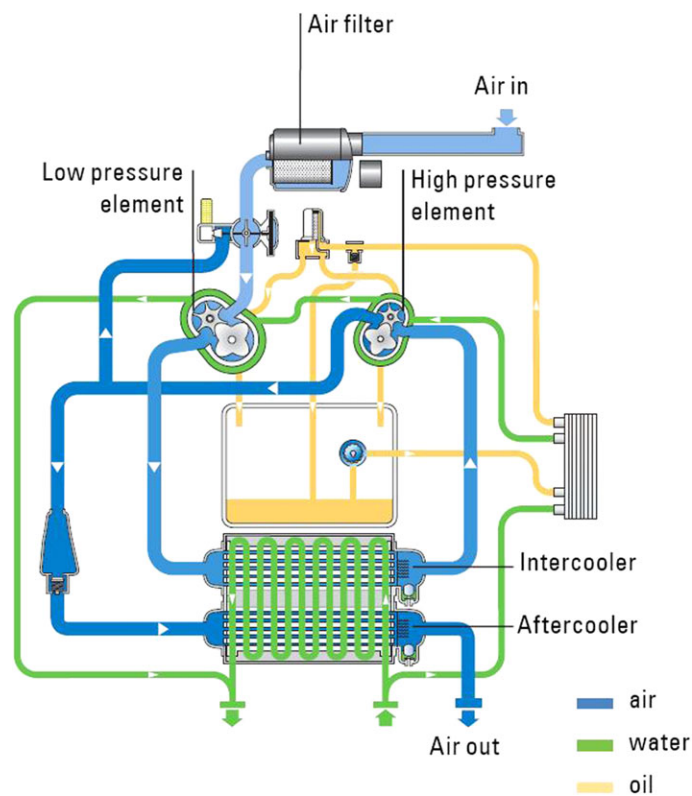 Air filter
Air in
Low pressure
element
High pressure
element
Intercooler
Aftercooler
Air out
air
water
oil